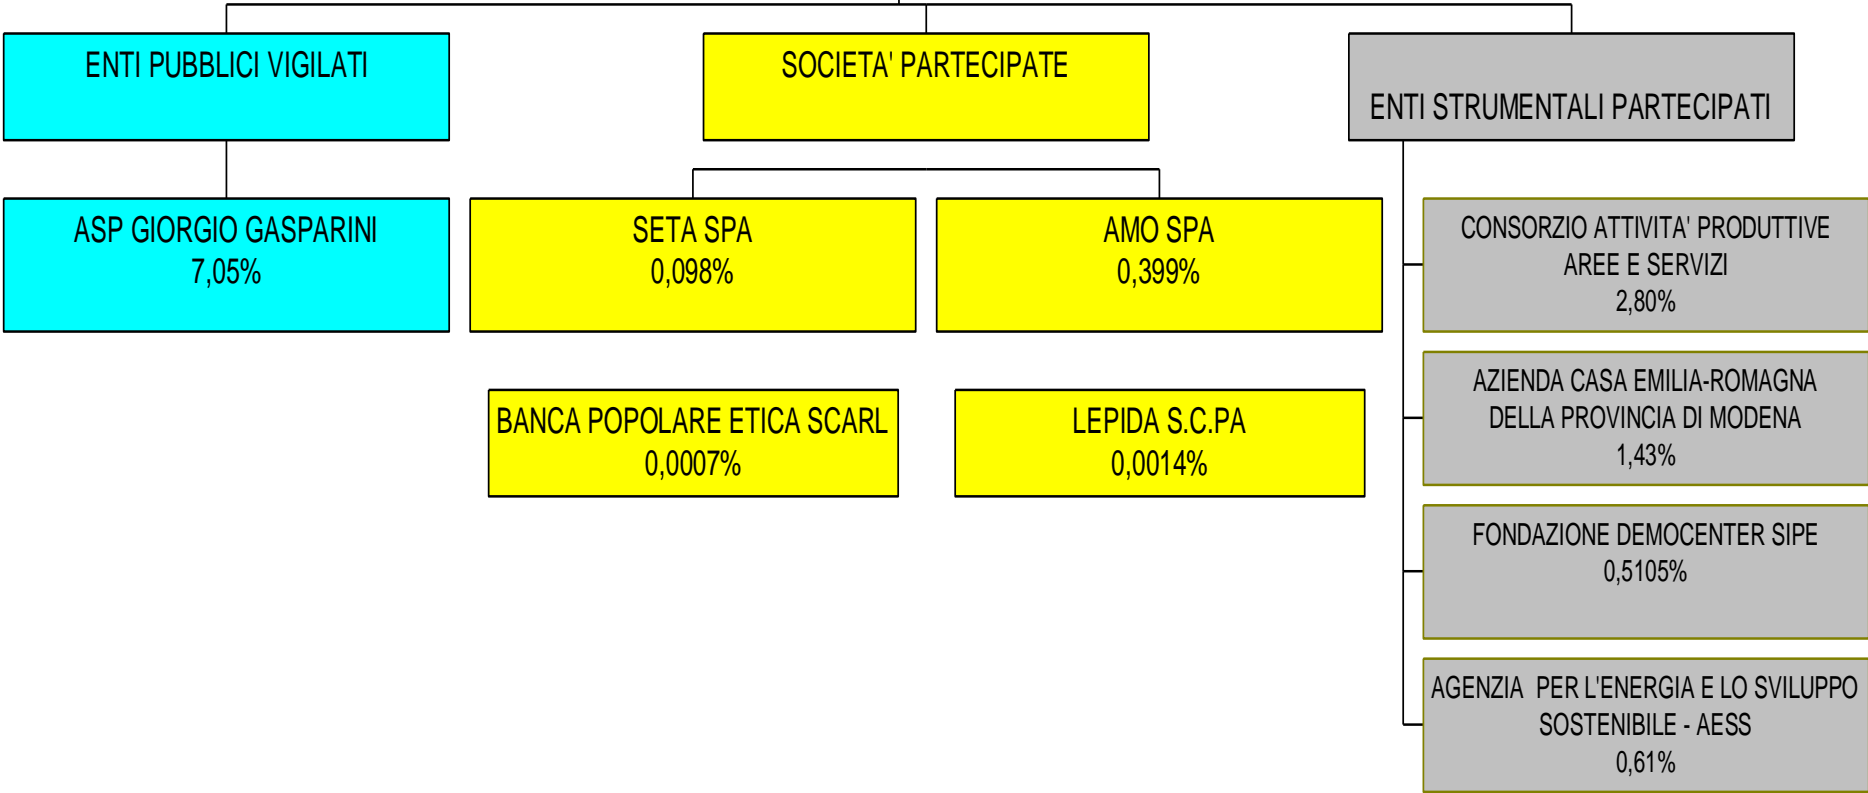 ENTI PUBBLICI VIGILATI
SOCIETA' PARTECIPATE
ENTI STRUMENTALI PARTECIPATI
ASP GIORGIO GASPARINI
7,05%
SETA SPA
0,098%
AMO SPA
0,399%
BANCA POPOLARE ETICA SCARL
0,0007%
LEPIDA S.C.PA
0,0014%
CONSORZIO ATTIVITA' PRODUTTIVE
AREE E SERVIZI
2,80%
AZIENDA CASA EMILIA-ROMAGNA
DELLA PROVINCIA DI MODENA
1,43%
FONDAZIONE DEMOCENTER SIPE
0,5105%
AGENZIA  PER L'ENERGIA E LO SVILUPPO
SOSTENIBILE - AESS
0,61%